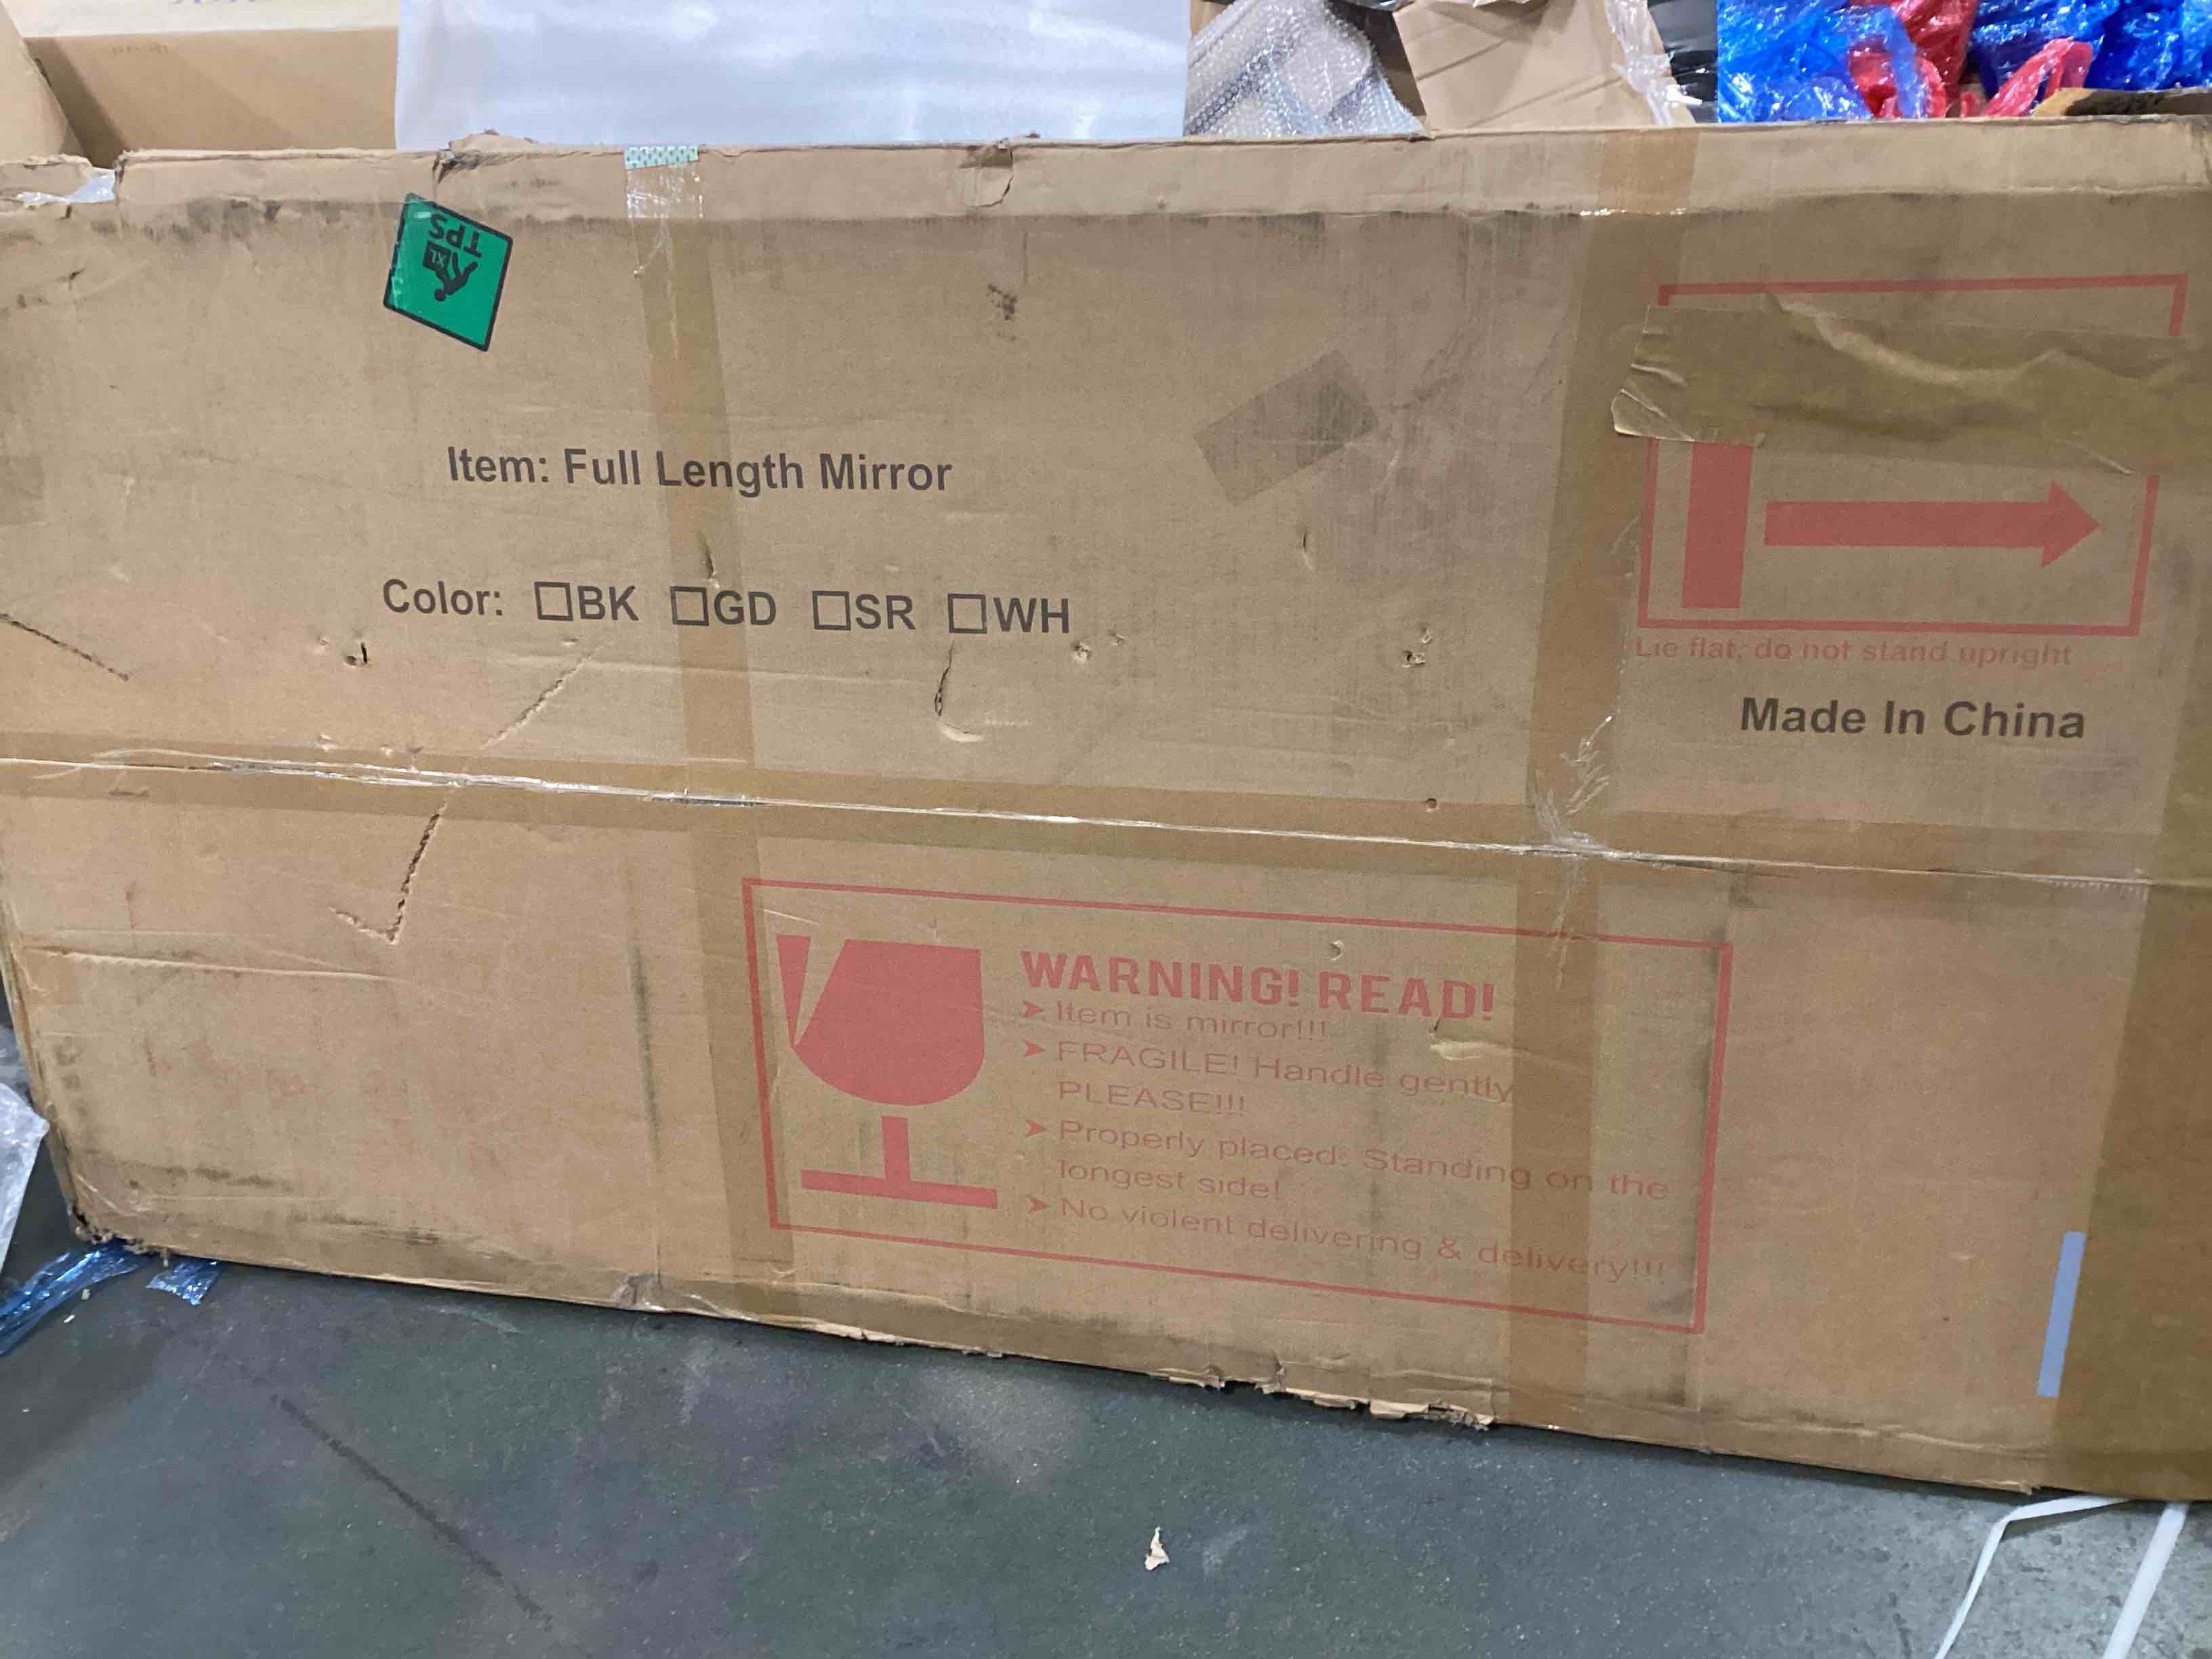 TPS
XL
Item: Full Length Mirror
Color: ☐BK ☐GD ☐SR ☐WH
Lie flat, do not stand upright
Made In China
WARNING! READ!
➤ Item is mirror!!!
➤ FRAGILE! Handle gently
PLEASE!!!
➤ Properly placed: Standing on the
longest side!
➤ No violent delivering & delivery!!!